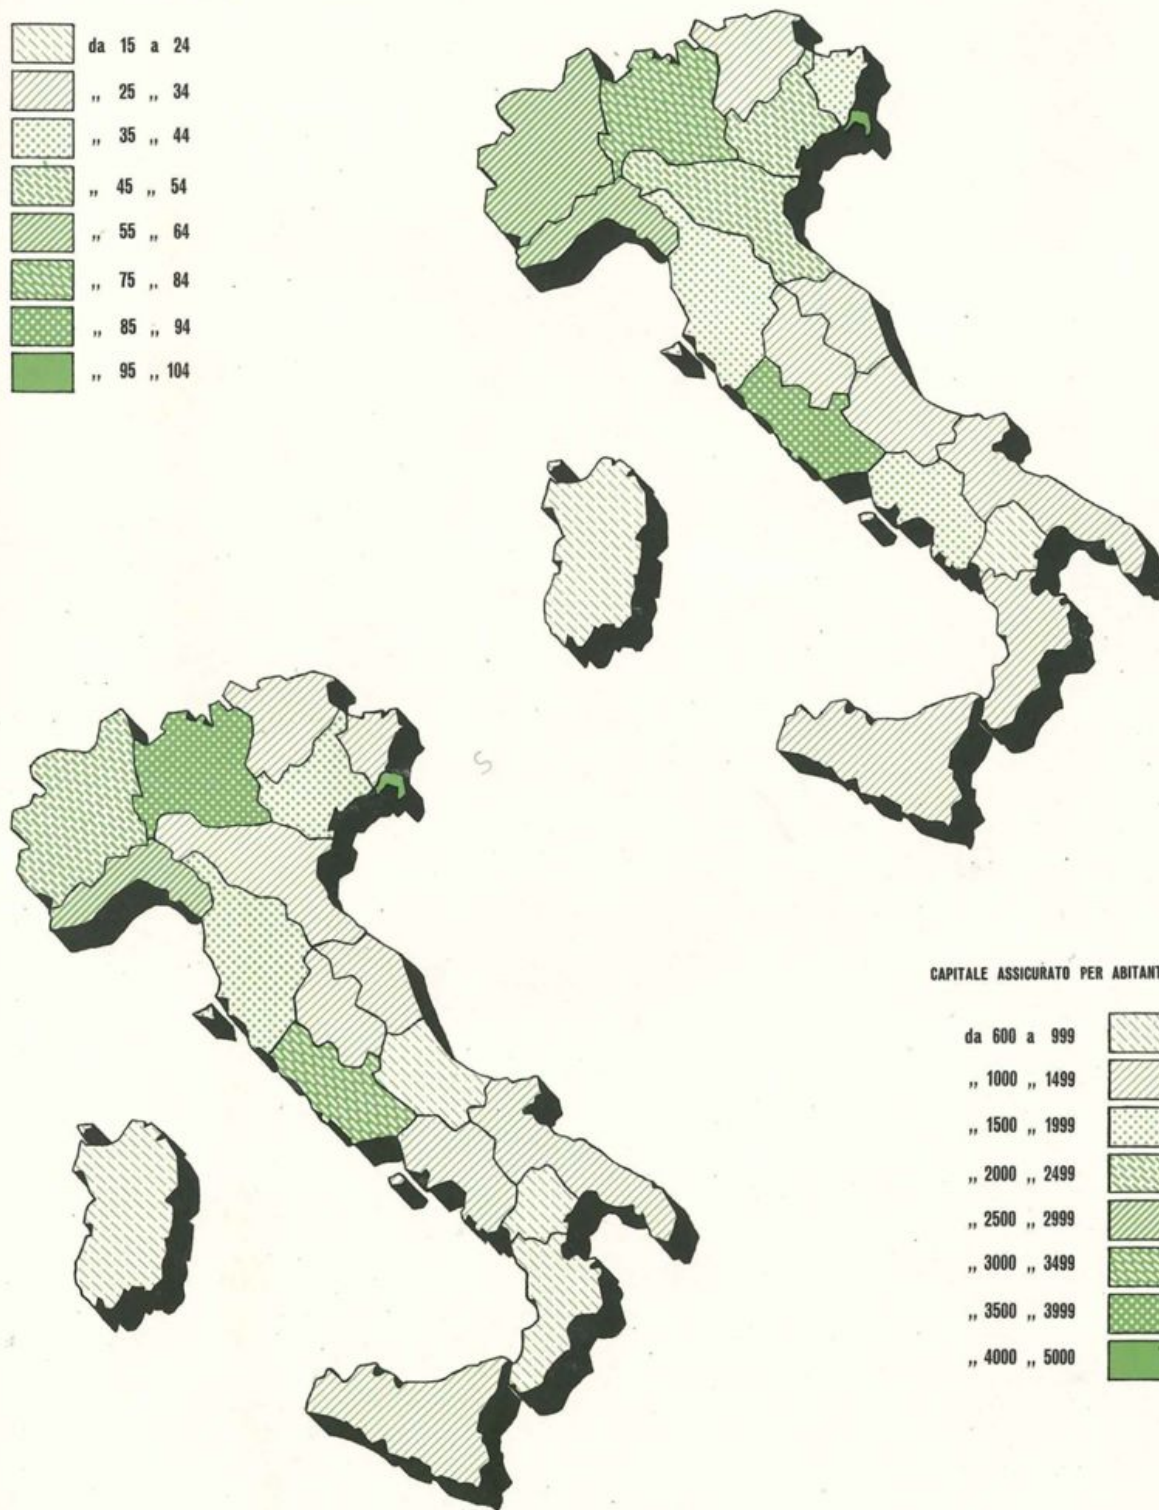 da 15 a 24
„ 25 „ 34
„ 35 „ 44
„ 45 „ 54
„ 55 „ 64
„ 75 „ 84
„ 85 „ 94
„ 95 „ 104
CAPITALE ASSICURATO PER ABITANT
da 600 a 999
„ 1000 „ 1499
„ 1500 „ 1999
„ 2000 „ 2499
„ 2500 „ 2999
„ 3000 „ 3499
„ 3500 „ 3999
„ 4000 „ 5000